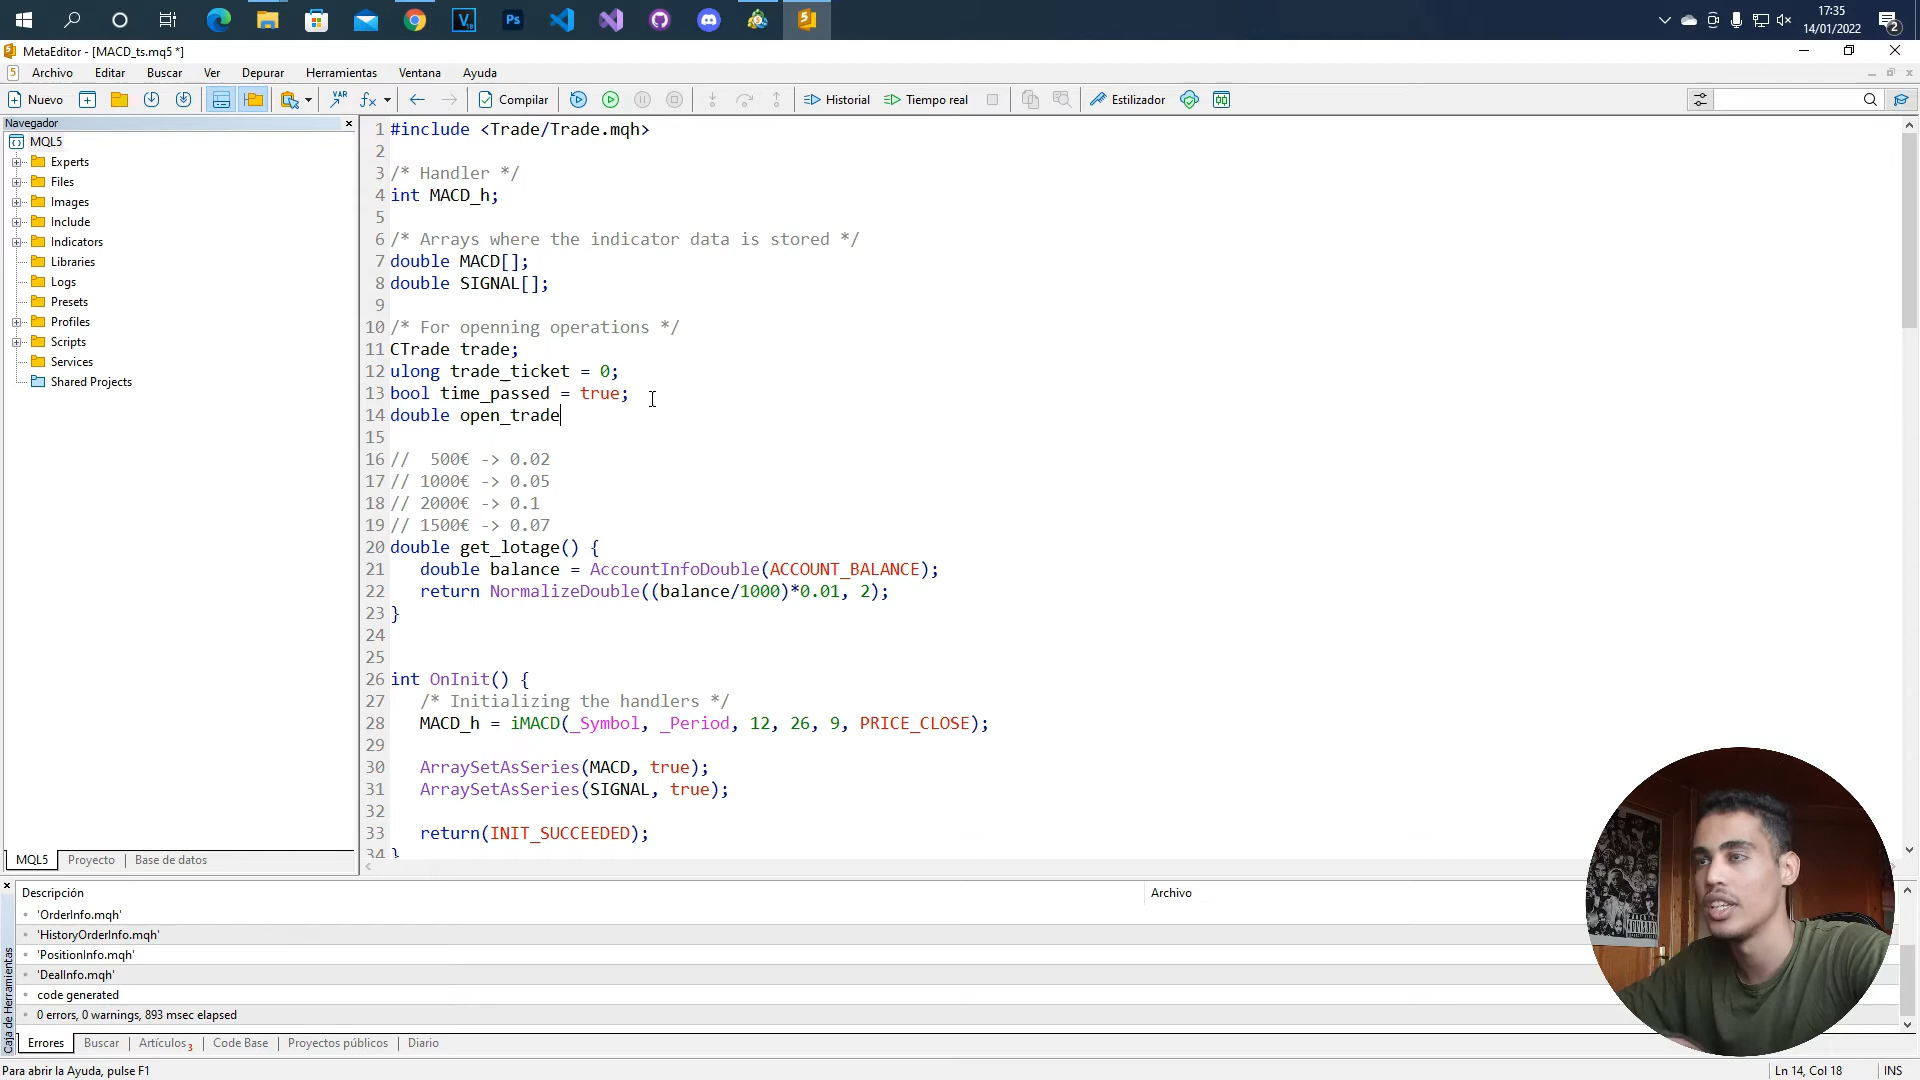 17:35
14/01/2022
2
MetaEditor - [MACD_ts.mq5 *]
Archivo Editar Buscar Ver Depurar Herramientas Ventana Ayuda
Nuevo Compilar Historial Tiempo real Estilizador
Navegador
MQL5
Experts
Files
Images
Include
Indicators
Libraries
Logs
Presets
Profiles
Scripts
Services
Shared Projects
MQL5 Proyecto Base de datos
1 #include <Trade/Trade.mqh>
2
3 /* Handler */
4 int MACD_h;
5
6 /* Arrays where the indicator data is stored */
7 double MACD[];
8 double SIGNAL[];
9
10 /* For openning operations */
11 CTrade trade;
12 ulong trade_ticket = 0;
13 bool time_passed = true;
14 double open_trade
15
16 //  500€ -> 0.02
17 // 1000€ -> 0.05
18 // 2000€ -> 0.1
19 // 1500€ -> 0.07
20 double get_lotage() {
21 double balance = AccountInfoDouble(ACCOUNT_BALANCE);
22 return NormalizeDouble((balance/1000)*0.01, 2);
23 }
24
25
26 int OnInit() {
27 /* Initializing the handlers */
28 MACD_h = iMACD(_Symbol, _Period, 12, 26, 9, PRICE_CLOSE);
29
30 ArraySetAsSeries(MACD, true);
31 ArraySetAsSeries(SIGNAL, true);
32
33 return(INIT_SUCCEEDED);
34 }
Descripción Archivo
'OrderInfo.mqh'
'HistoryOrderInfo.mqh'
'PositionInfo.mqh'
'DealInfo.mqh'
code generated
0 errors, 0 warnings, 893 msec elapsed
Caja de Herramientas
Errores Buscar Artículos 3 Code Base Proyectos públicos Diario
Para abrir la Ayuda, pulse F1 Ln 14, Col 18 INS